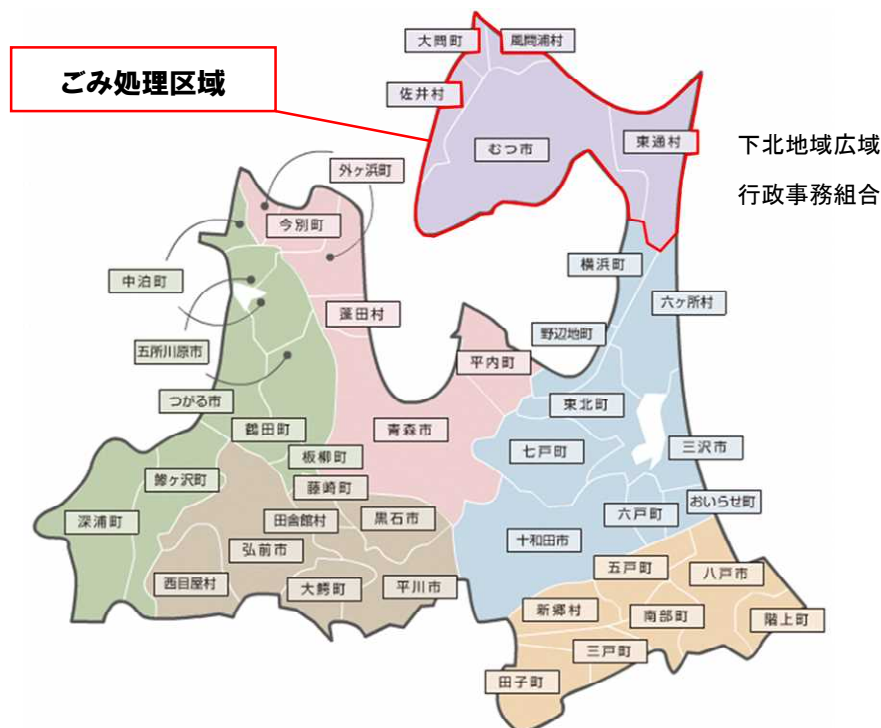 大間町
風間浦村
ごみ処理区域
佐井村
むつ市
東通村
下北地域広域
行政事務組合
外ヶ浜町
今別町
中泊町
横浜町
六ヶ所村
蓬田村
野辺地町
五所川原市
平内町
つがる市
東北町
鶴田町
青森市
七戸町
三沢市
板柳町
鰺ヶ沢町
藤崎町
おいらせ町
深浦町
田舎館村
黒石市
六戸町
弘前市
十和田市
西目屋村
大鰐町
平川市
五戸町
八戸市
新郷村
南部町
階上町
三戸町
田子町